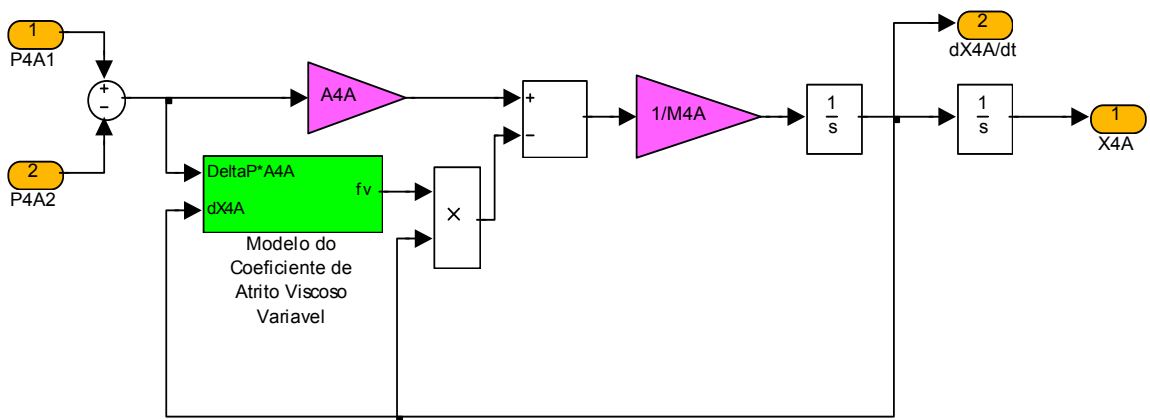 1
P4A1
2
P4A2
+
−
A4A
DeltaP*A4A
dX4A
fv
Modelo do
Coeficiente de
Atrito Viscoso
Variavel
×
+
−
1/M4A
1
s
1
s
2
dX4A/dt
1
X4A